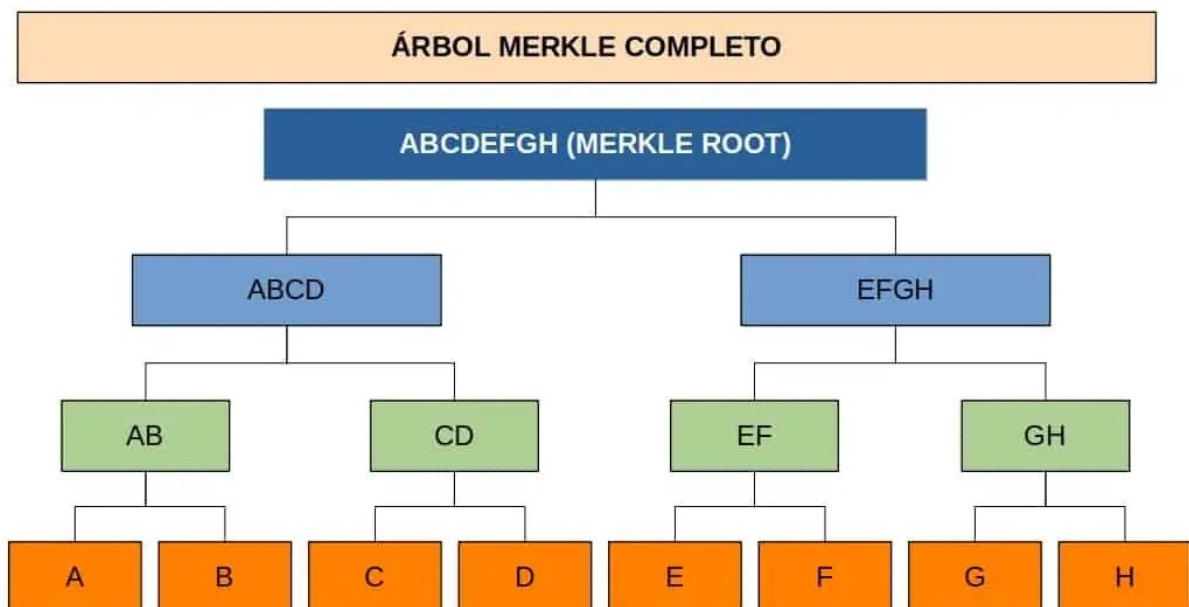 ÁRBOL MERKLE COMPLETO
ABCDEFGH (MERKLE ROOT)
ABCD
EFGH
AB
CD
EF
GH
A
B
C
D
E
F
G
H